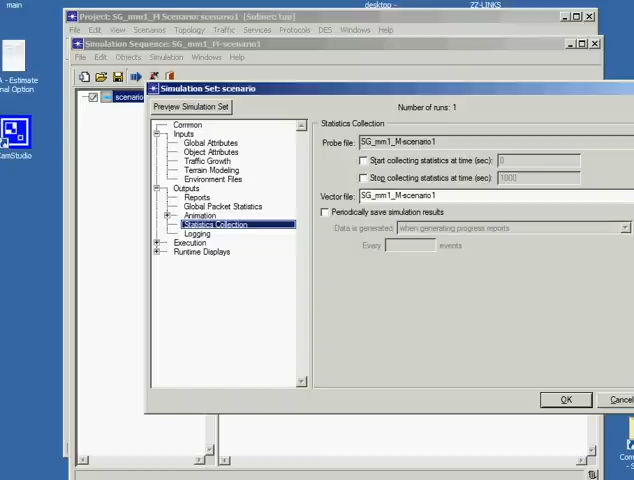 main
desktop -
ZZ-LINKS
Project: SG_mm1_M Scenario: scenario1 [Subnet: top]
File Edit View Scenarios Topology Traffic Services Protocols DES Windows Help
Simulation Sequence: SG_mm1_M-scenario1
File Edit Objects Simulation Windows Help
A - Estimate
nal Option
CamStudio
scenario
Simulation Set: scenario
Preview Simulation Set
Number of runs: 1
Common
Inputs
Global Attributes
Object Attributes
Traffic Growth
Terrain Modeling
Environment Files
Outputs
Reports
Global Packet Statistics
Animation
Statistics Collection
Logging
Execution
Runtime Displays
Statistics Collection
Probe file: SG_mm1_M-scenario1
Start collecting statistics at time (sec): 0
Stop collecting statistics at time (sec): 1000
Vector file: SG_mm1_M-scenario1
Periodically save simulation results
Data is generated when generating progress reports
Every events
OK
Cancel
Com